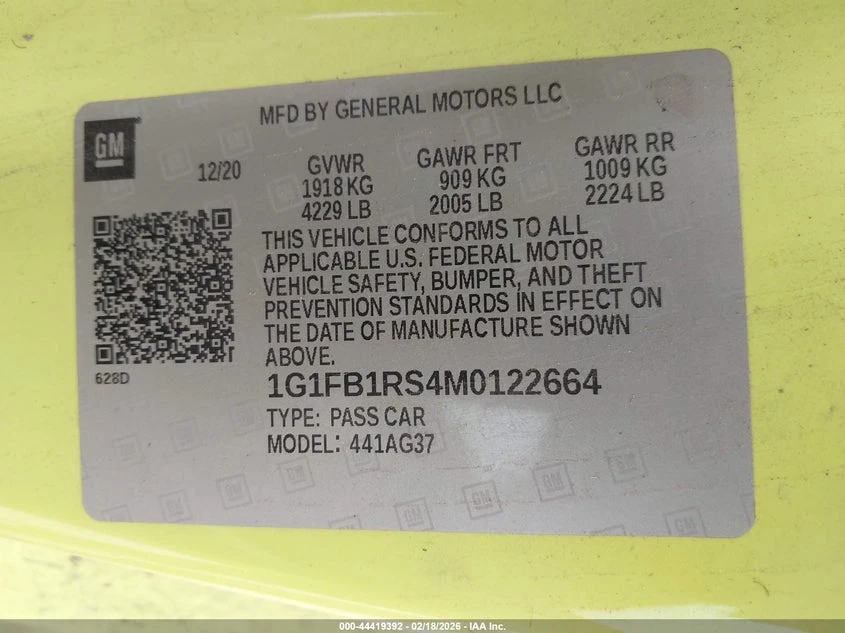 MFD BY GENERAL MOTORS LLC
GM
12/20
GVWR
1918 KG
4229 LB
GAWR FRT
909 KG
2005 LB
GAWR RR
1009 KG
2224 LB
THIS VEHICLE CONFORMS TO ALL
APPLICABLE U.S. FEDERAL MOTOR
VEHICLE SAFETY, BUMPER, AND THEFT
PREVENTION STANDARDS IN EFFECT ON
THE DATE OF MANUFACTURE SHOWN
ABOVE.
628D
1G1FB1RS4M0122664
TYPE: PASS CAR
MODEL: 441AG37
000-44419392 - 02/18/2026 - IAA Inc.